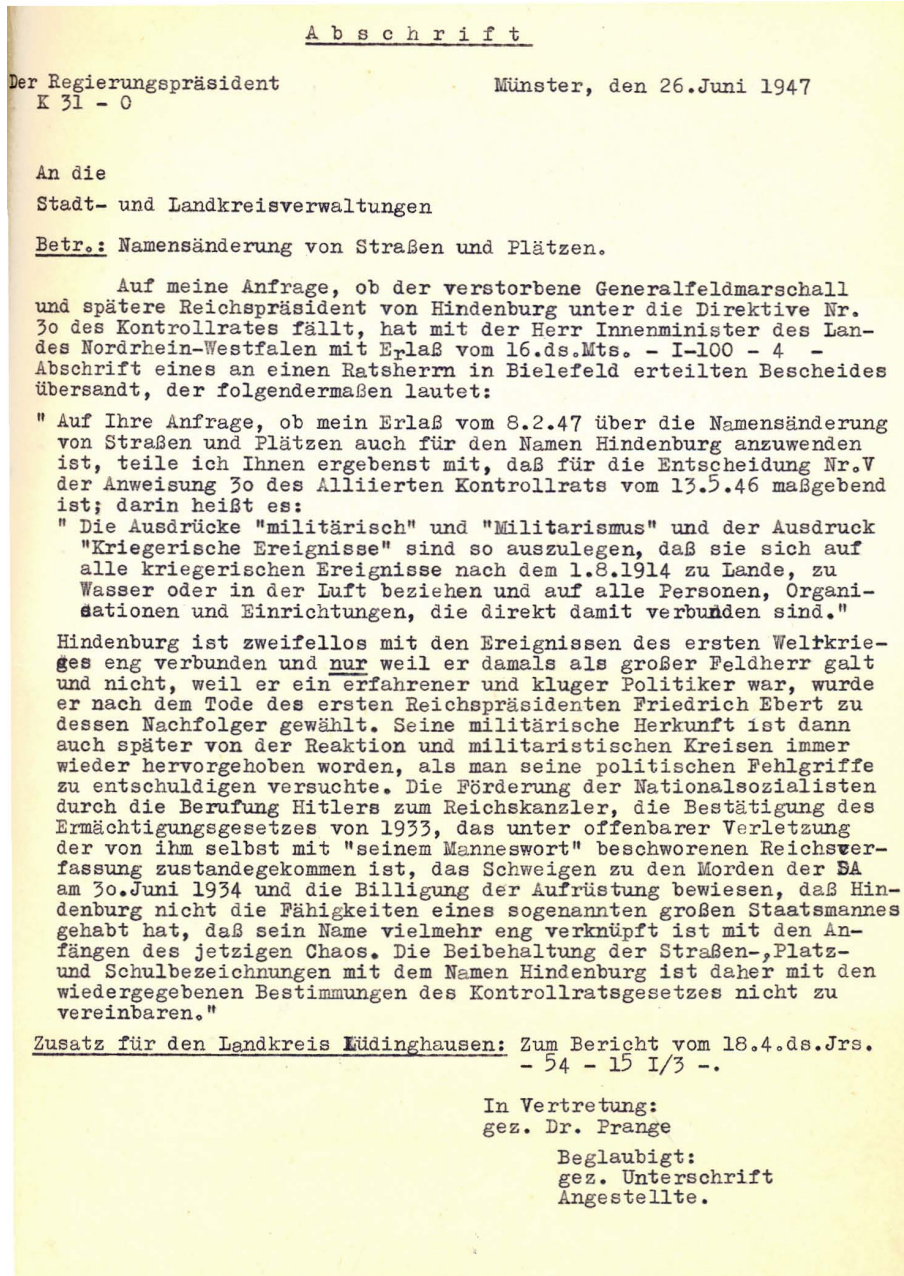 A b s c h r i f t
Der Regierungspräsident Münster, den 26.Juni 1947
K 31 - 0
An die
Stadt- und Landkreisverwaltungen
Betr.: Namensänderung von Straßen und Plätzen.
Auf meine Anfrage, ob der verstorbene Generalfeldmarschall
und spätere Reichspräsident von Hindenburg unter die Direktive Nr.
3o des Kontrollrates fällt, hat mit der Herr Innenminister des Lan-
des Nordrhein-Westfalen mit Erlaß vom 16.ds.Mts. - I-100 - 4 -
Abschrift eines an einen Ratsherrn in Bielefeld erteilten Bescheides
übersandt, der folgendermaßen lautet:
" Auf Ihre Anfrage, ob mein Erlaß vom 8.2.47 über die Namensänderung
von Straßen und Plätzen auch für den Namen Hindenburg anzuwenden
ist, teile ich Ihnen ergebenst mit, daß für die Entscheidung Nr.V
der Anweisung 3o des Alliierten Kontrollrats vom 13.5.46 maßgebend
ist; darin heißt es:
" Die Ausdrücke "militärisch" und "Militarismus" und der Ausdruck
"Kriegerische Ereignisse" sind so auszulegen, daß sie sich auf
alle kriegerischen Ereignisse nach dem 1.8.1914 zu Lande, zu
Wasser oder in der Luft beziehen und auf alle Personen, Organi-
sationen und Einrichtungen, die direkt damit verbunden sind."
Hindenburg ist zweifellos mit den Ereignissen des ersten Weltkrie-
ges eng verbunden und nur weil er damals als großer Feldherr galt
und nicht, weil er ein erfahrener und kluger Politiker war, wurde
er nach dem Tode des ersten Reichspräsidenten Friedrich Ebert zu
dessen Nachfolger gewählt. Seine militärische Herkunft ist dann
auch später von der Reaktion und militaristischen Kreisen immer
wieder hervorgehoben worden, als man seine politischen Fehlgriffe
zu entschuldigen versuchte. Die Förderung der Nationalsozialisten
durch die Berufung Hitlers zum Reichskanzler, die Bestätigung des
Ermächtigungsgesetzes von 1933, das unter offenbarer Verletzung
der von ihm selbst mit "seinem Manneswort" beschworenen Reichsver-
fassung zustandegekommen ist, das Schweigen zu den Morden der SA
am 3o.Juni 1934 und die Billigung der Aufrüstung bewiesen, daß Hin-
denburg nicht die Fähigkeiten eines sogenannten großen Staatsmannes
gehabt hat, daß sein Name vielmehr eng verknüpft ist mit den An-
fängen des jetzigen Chaos. Die Beibehaltung der Straßen-,Platz-
und Schulbezeichnungen mit dem Namen Hindenburg ist daher mit den
wiedergegebenen Bestimmungen des Kontrollratsgesetzes nicht zu
vereinbaren."
Zusatz für den Landkreis Lüdinghausen: Zum Bericht vom 18.4.ds.Jrs.
- 54 - 15 I/3 -.
In Vertretung:
gez. Dr. Prange
Beglaubigt:
gez. Unterschrift
Angestellte.